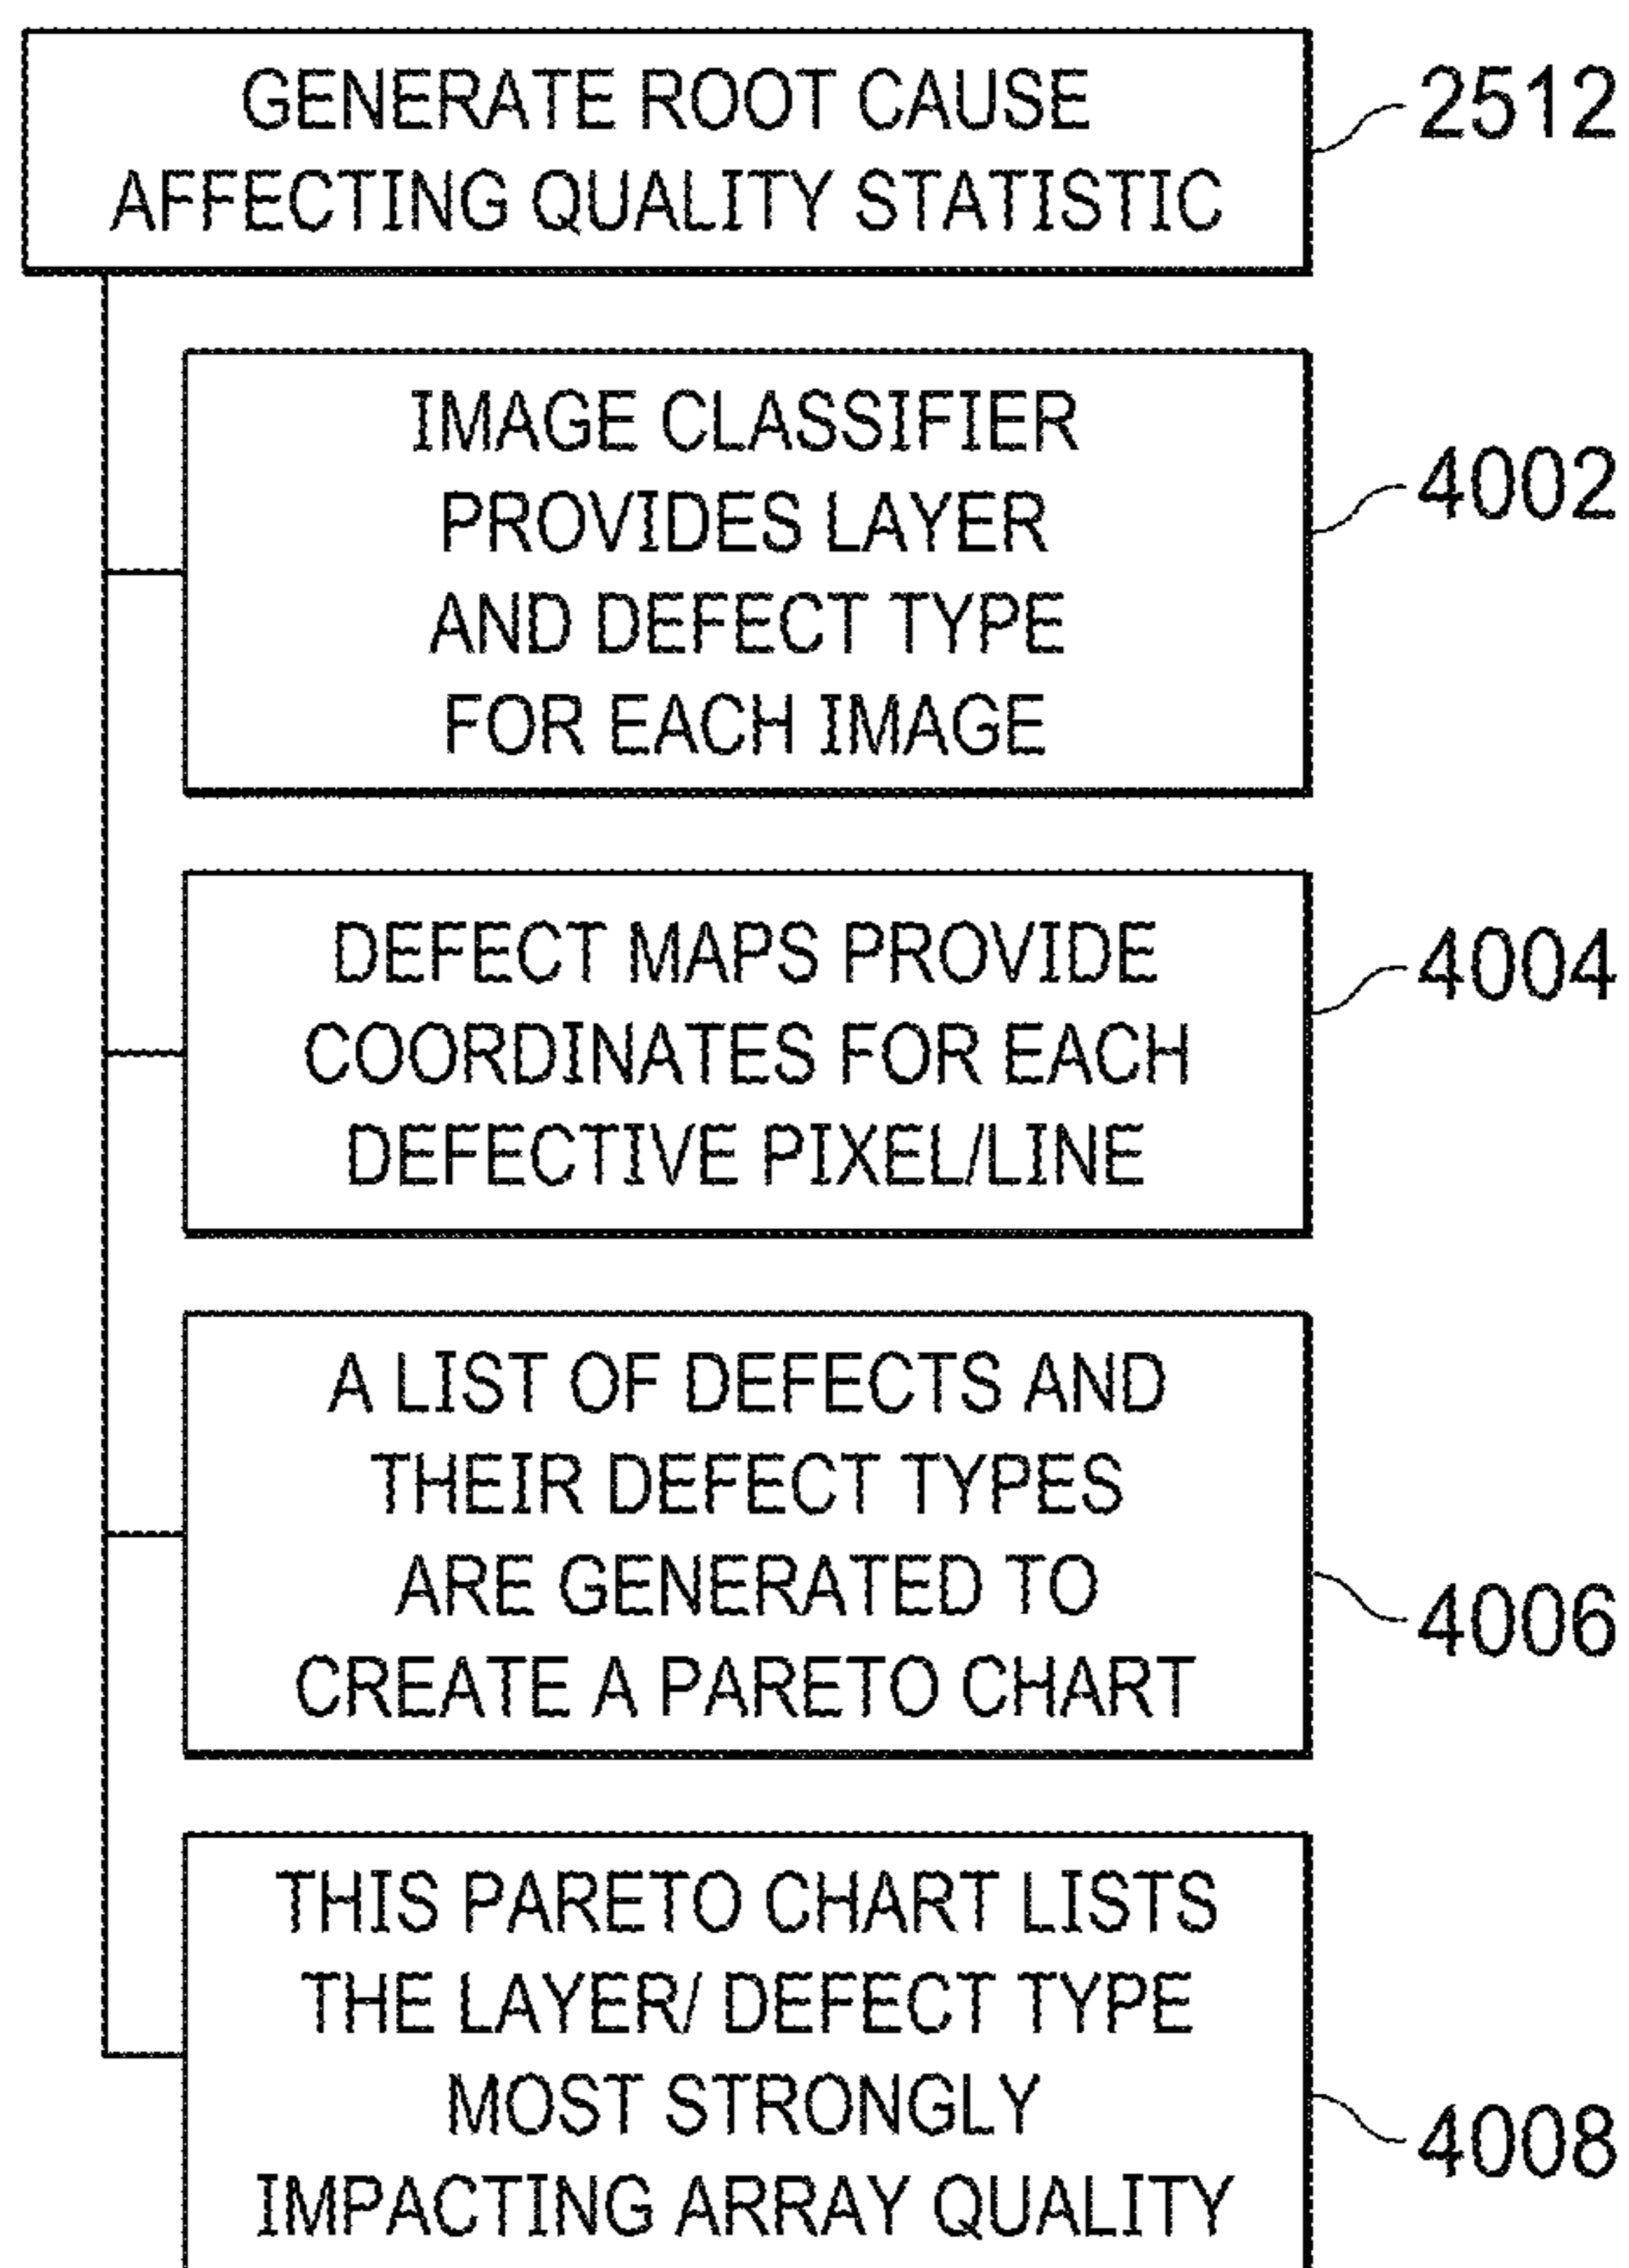 GENERATE ROOT CAUSE
AFFECTING QUALITY STATISTIC
2512
IMAGE CLASSIFIER
PROVIDES LAYER
AND DEFECT TYPE
FOR EACH IMAGE
4002
DEFECT MAPS PROVIDE
COORDINATES FOR EACH
DEFECTIVE PIXEL/LINE
4004
A LIST OF DEFECTS AND
THEIR DEFECT TYPES
ARE GENERATED TO
CREATE A PARETO CHART
4006
THIS PARETO CHART LISTS
THE LAYER/ DEFECT TYPE
MOST STRONGLY
IMPACTING ARRAY QUALITY
4008